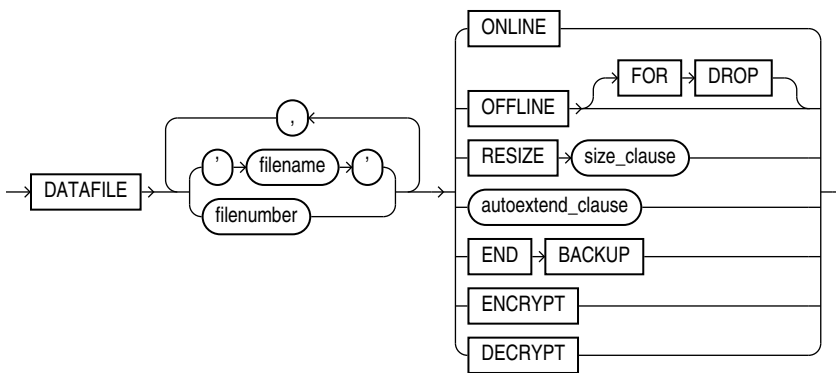 ONLINE
FOR DROP
OFFLINE
,
' filename '
RESIZE size_clause
DATAFILE
filenumber
autoextend_clause
END BACKUP
ENCRYPT
DECRYPT